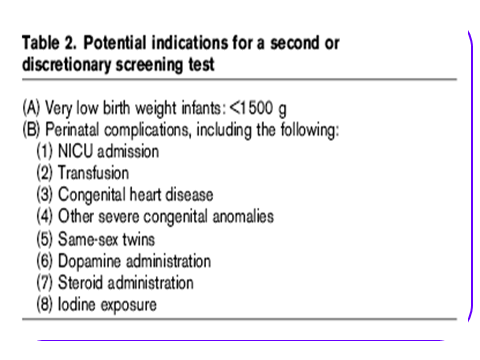 Table 2. Potential indications for a second or
discretionary screening test
(A) Very low birth weight infants: <1500 g
(B) Perinatal complications, including the following:
(1) NICU admission
(2) Transfusion
(3) Congenital heart disease
(4) Other severe congenital anomalies
(5) Same-sex twins
(6) Dopamine administration
(7) Steroid administration
(8) Iodine exposure